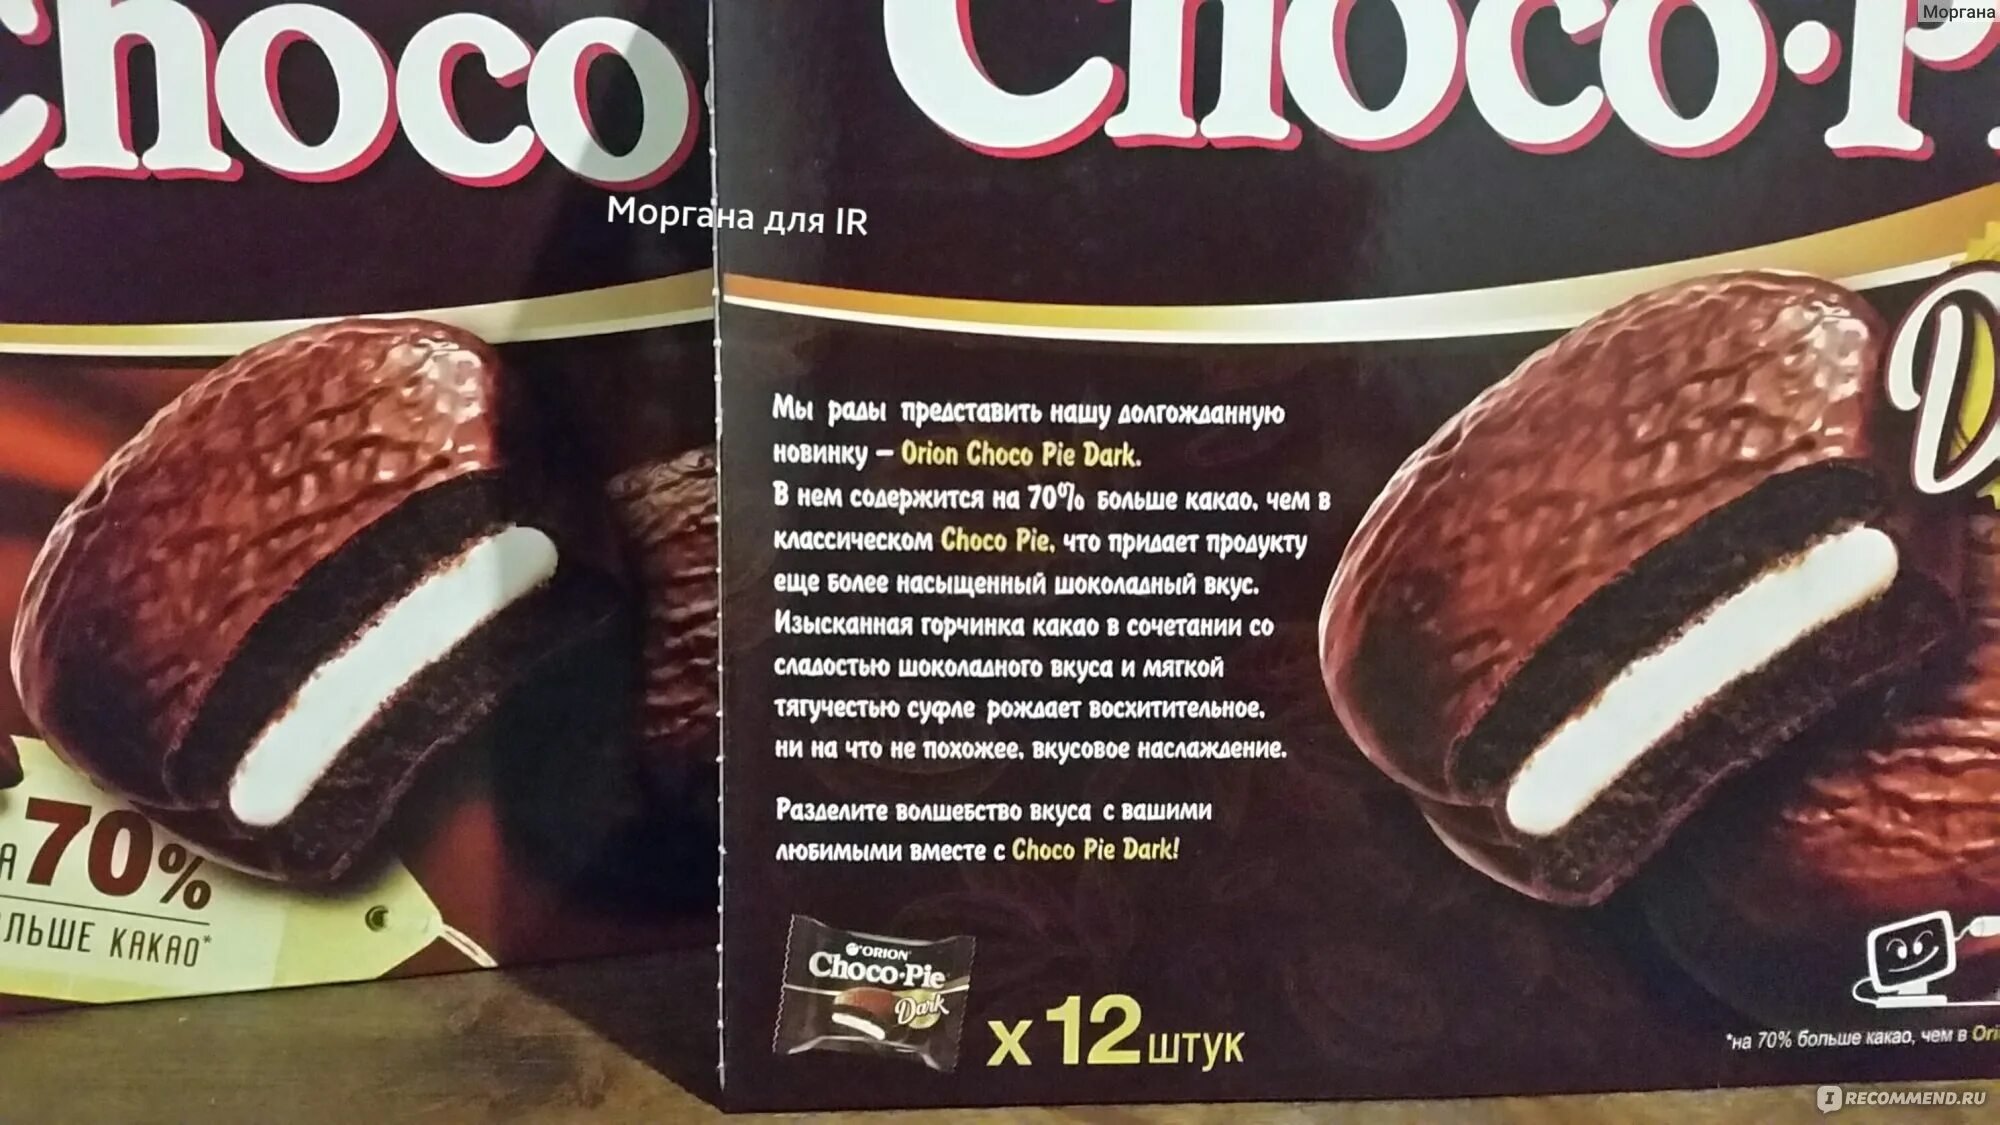 Моргана
Choco
Choco·P
Моргана для IR
Мы рады представить нашу долгожданную
новинку – Orion Choco Pie Dark.
В нем содержится на 70% больше какао, чем в
классическом Choco Pie, что придает продукту
еще более насыщенный шоколадный вкус.
Изысканная горчинка какао в сочетании со
сладостью шоколадного вкуса и мягкой
тягучестью суфле рождает восхитительное,
ни на что не похожее, вкусовое наслаждение.
Разделите волшебство вкуса с вашими
любимыми вместе с Choco Pie Dark!
А 70%
ЛЬШЕ КАКАО*
ORION
Choco·Pie
Dark
x 12 штук
D
*на 70% больше какао, чем в Ori
IRECOMMEND.RU